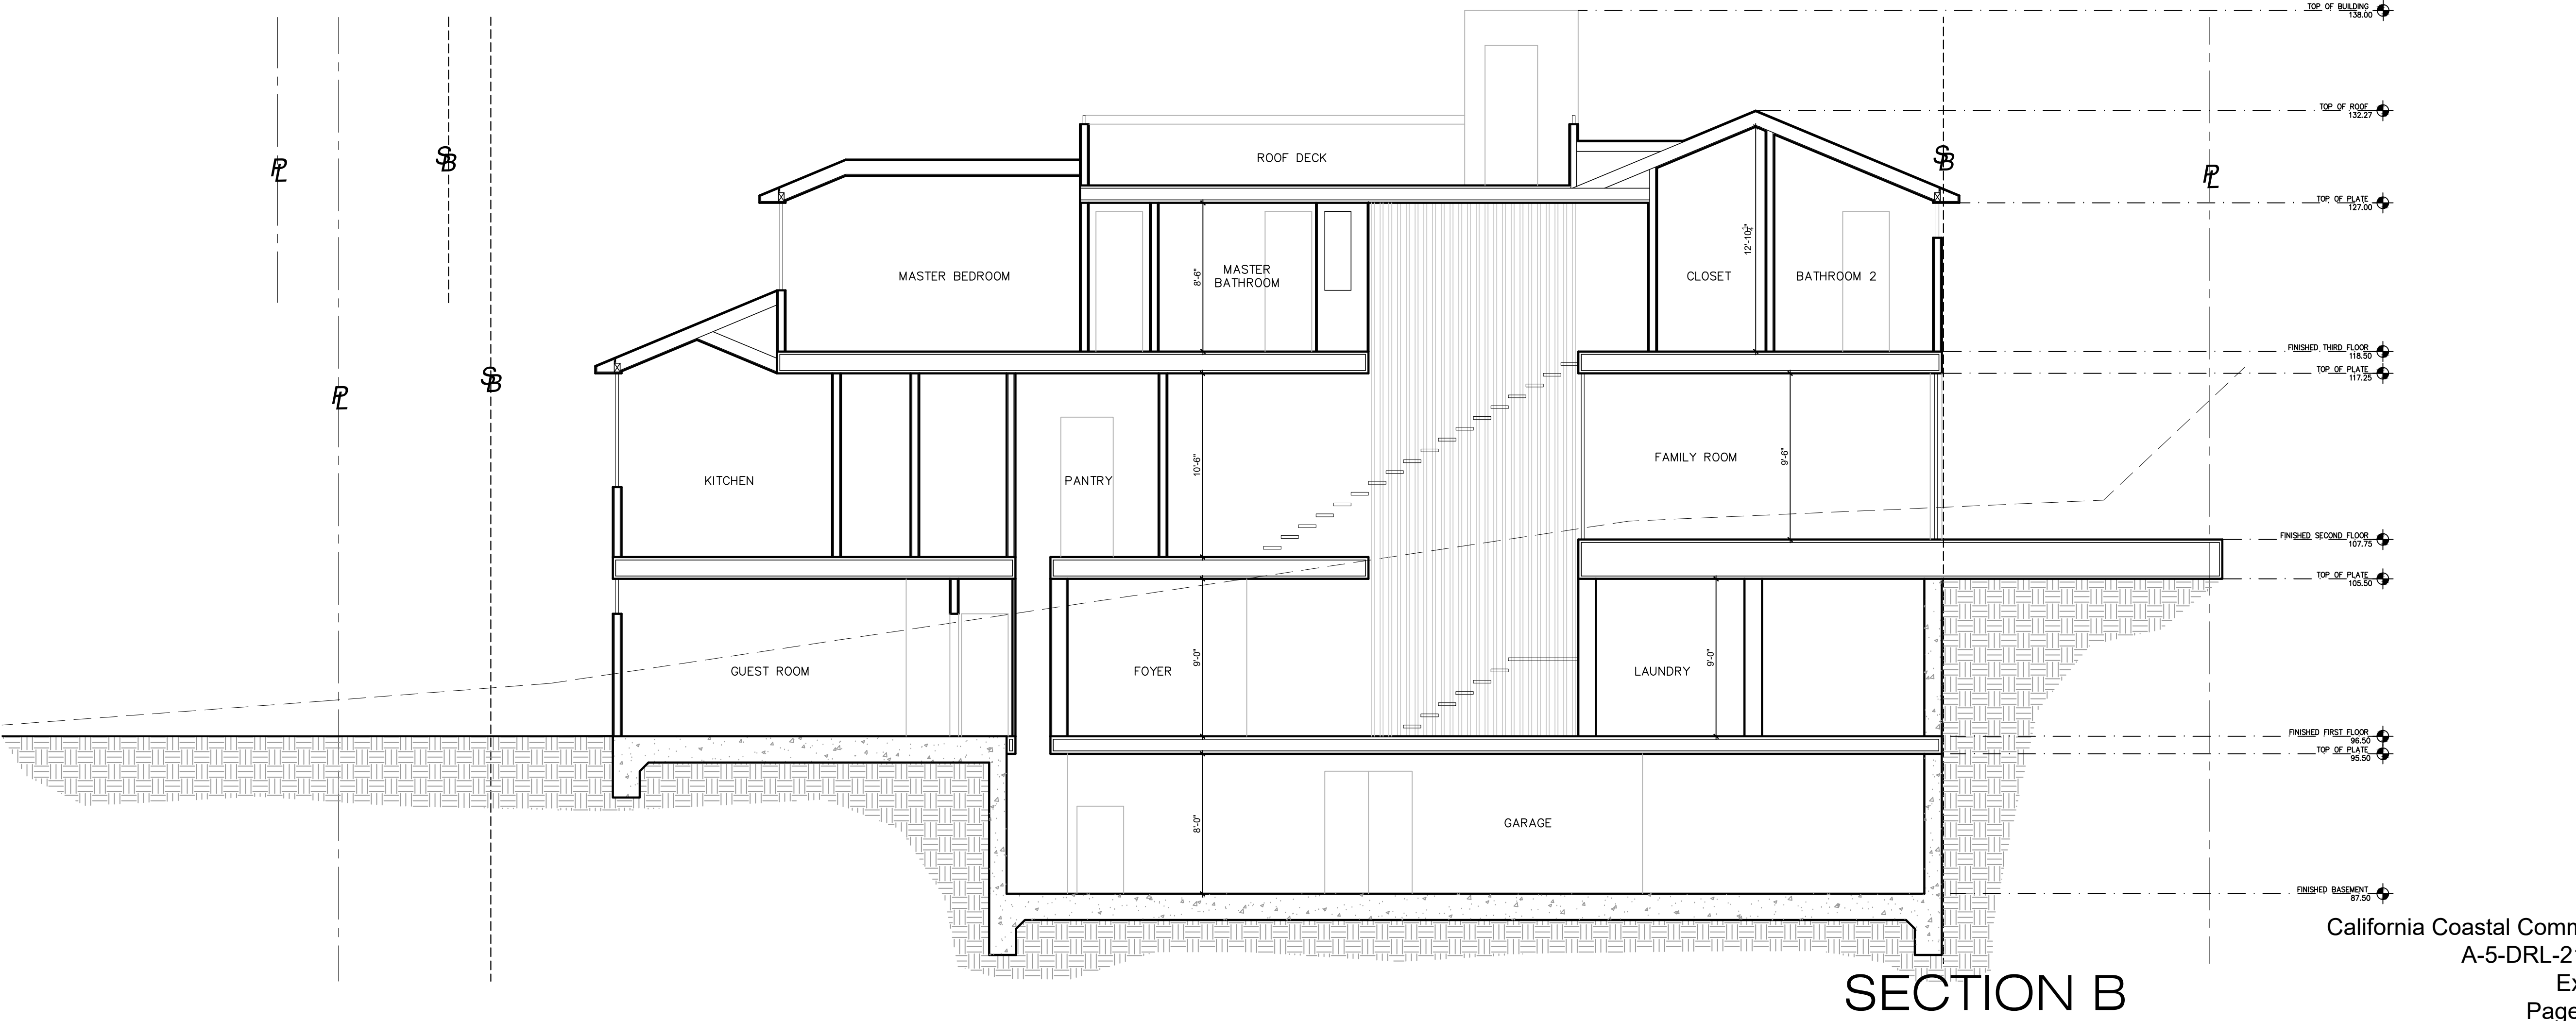 TOP OF BUILDING
138.00
TOP OF ROOF
132.27
PL
SB
ROOF DECK
SB
PL
TOP OF PLATE
127.00
MASTER BEDROOM
8'-6"
MASTER
BATHROOM
12'-10¾"
CLOSET
BATHROOM 2
FINISHED THIRD FLOOR
118.50
TOP OF PLATE
117.25
PL
SB
KITCHEN
PANTRY
10'-6"
FAMILY ROOM
9'-6"
FINISHED SECOND FLOOR
107.75
TOP OF PLATE
105.50
GUEST ROOM
FOYER
9'-0"
LAUNDRY
9'-0"
FINISHED FIRST FLOOR
96.50
TOP OF PLATE
95.50
8'-0"
GARAGE
FINISHED BASEMENT
87.50
California Coastal Comm
A-5-DRL-21
Ex
Page
SECTION B